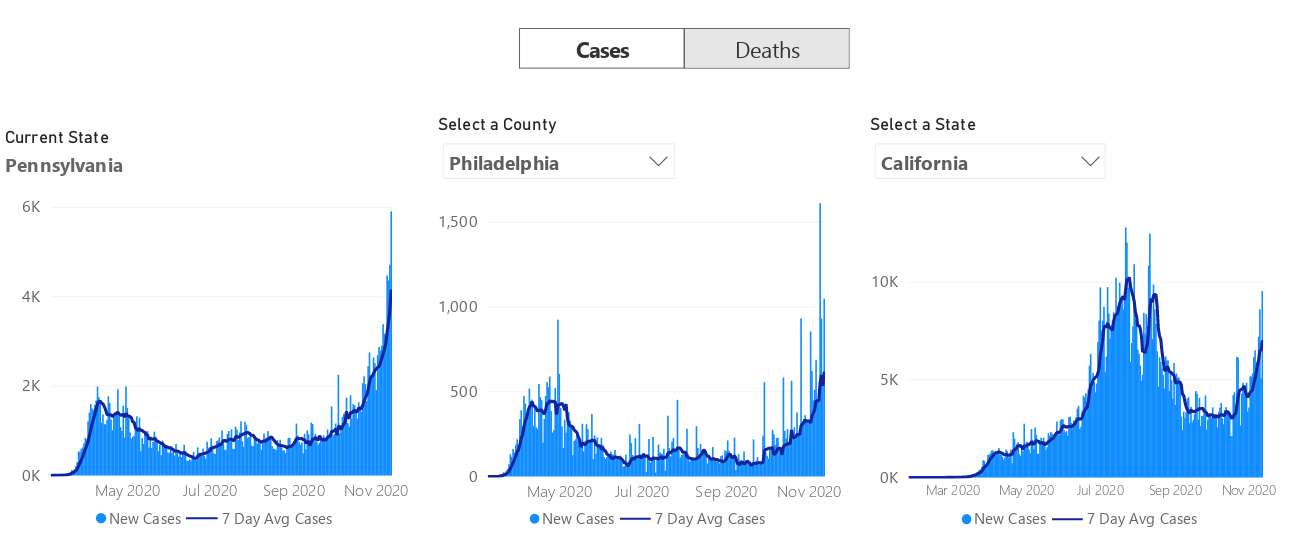 Cases Deaths
Current State
Pennsylvania
Select a County
Philadelphia
Select a State
California
6K
4K
2K
0K
May 2020 Jul 2020 Sep 2020 Nov 2020
New Cases 7 Day Avg Cases
1,500
1,000
500
0
May 2020 Jul 2020 Sep 2020 Nov 2020
New Cases 7 Day Avg Cases
10K
5K
0K
Mar 2020 May 2020 Jul 2020 Sep 2020 Nov 2020
New Cases 7 Day Avg Cases